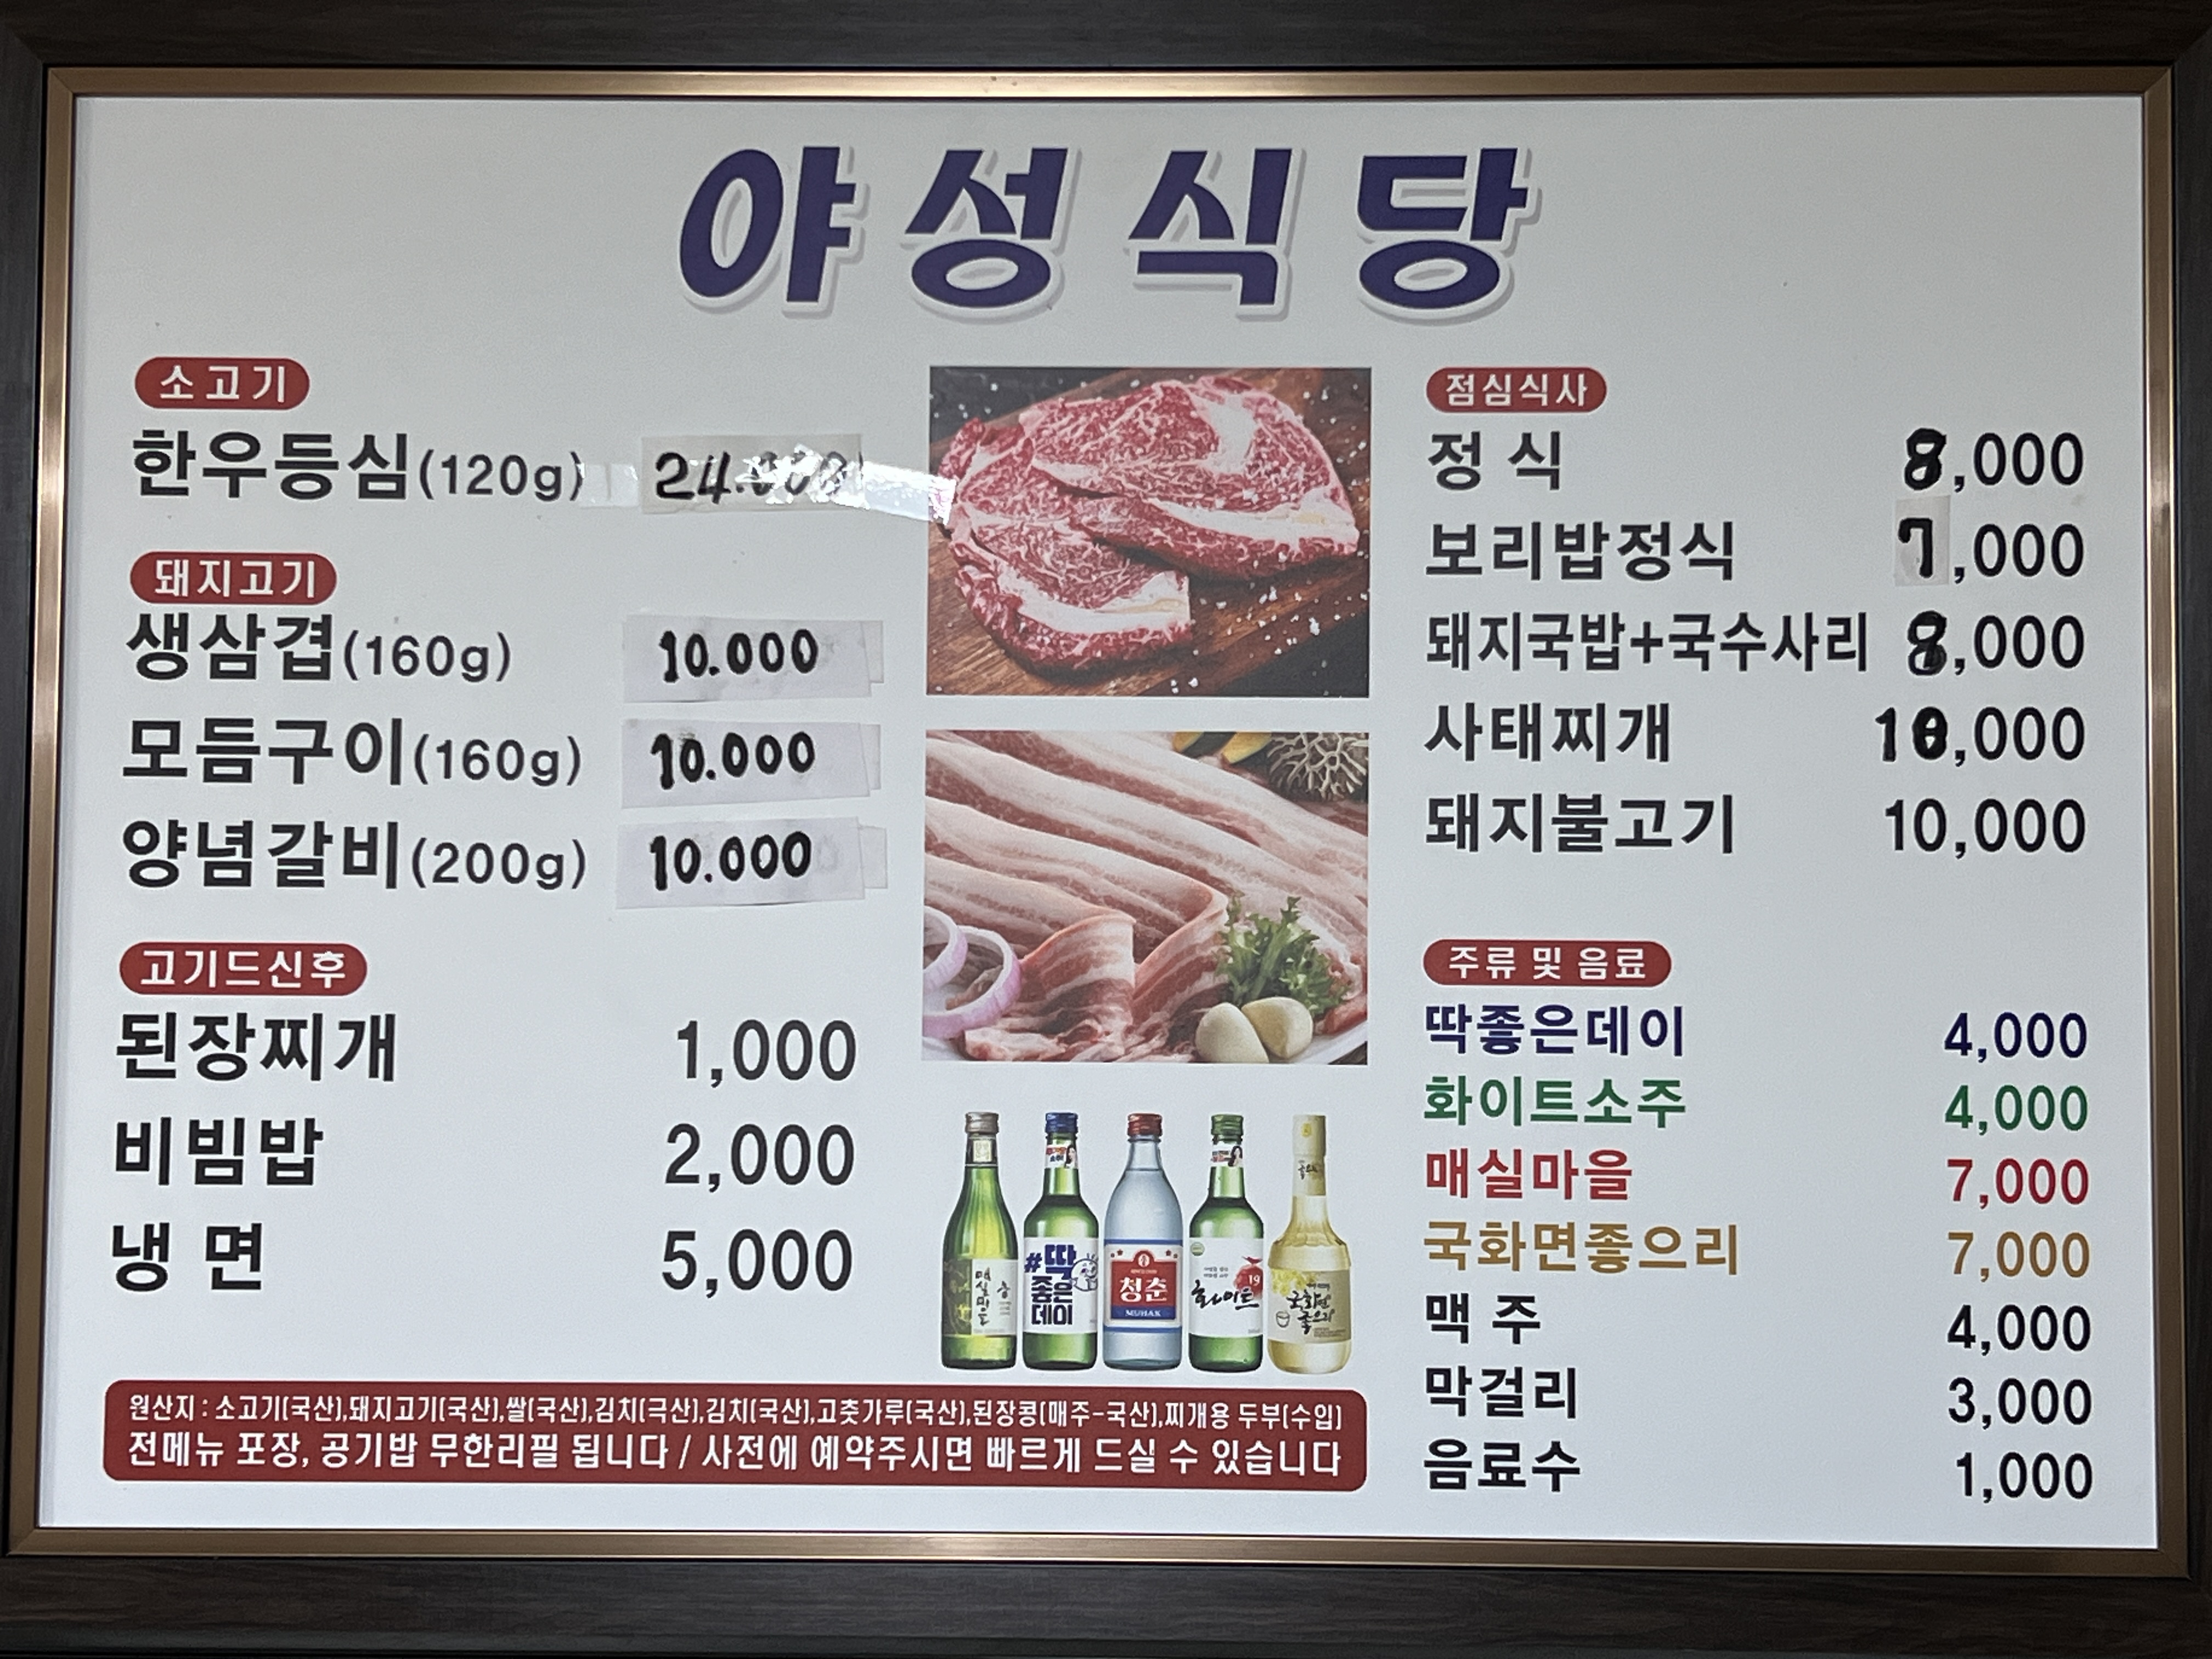 야성식당
소고기
한우등심(120g) 24.000
돼지고기
생삼겹(160g) 10.000
모듬구이(160g) 10.000
양념갈비(200g) 10.000
고기드신후
된장찌개 1,000
비빔밥 2,000
냉 면 5,000
점심식사
정 식 8,000
보리밥정식 7,000
돼지국밥+국수사리 8,000
사태찌개 10,000
돼지불고기 10,000
주류 및 음료
딱좋은데이 4,000
화이트소주 4,000
매실마을 7,000
국화면좋으리 7,000
맥 주 4,000
막걸리 3,000
음료수 1,000
매실마을
#딱
좋은
데이
청춘
MUHAK
화이트
19
국화면
좋으리
원산지 : 소고기(국산),돼지고기(국산),쌀(국산),김치(극산),김치(국산),고춧가루(국산),된장콩(매주-국산),찌개용 두부(수입)
전메뉴 포장, 공기밥 무한리필 됩니다 / 사전에 예약주시면 빠르게 드실 수 있습니다